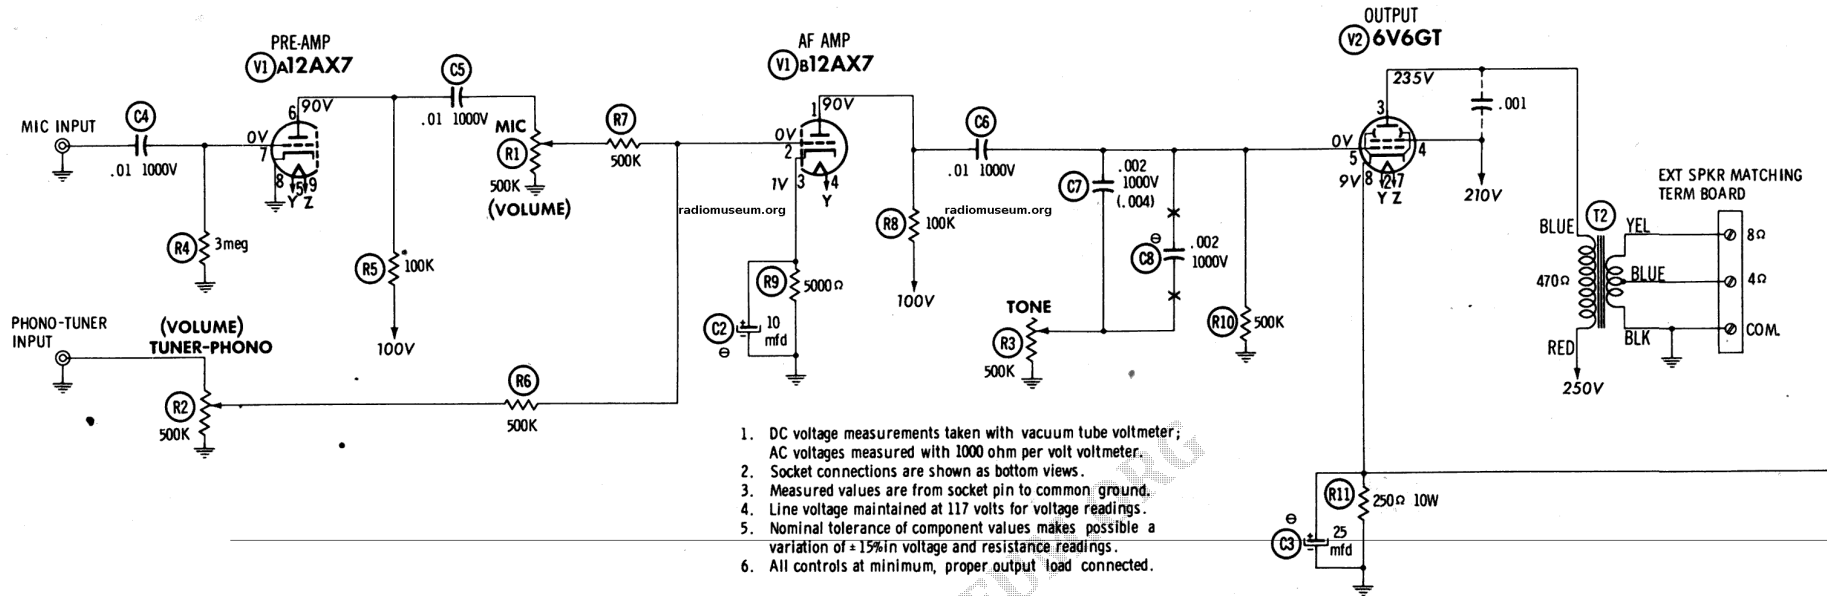 PRE-AMP
V1 A 12AX7
AF AMP
V1 B 12AX7
OUTPUT
V2 6V6GT
C4
MIC INPUT
.01 1000V
0V
7
6
90V
8
5
9
Y Z
R4
3meg
C5
.01 1000V
MIC
R1
500K
(VOLUME)
R5
100K
100V
R7
500K
0V
2
1
90V
1V
3
4
Y
radiomuseum.org
C6
.01 1000V
R8
100K
radiomuseum.org
100V
R9
5000Ω
C2
+
-
10
mfd
⊖
C7
.002
1000V
(.004)
⊖
C8
.002
1000V
TONE
R3
500K
R10
500K
235V
3
0V
5
4
9V
8
2
7
Y Z
.001
210V
EXT SPKR MATCHING
TERM BOARD
T2
BLUE
YEL
8Ω
470Ω
BLUE
4Ω
RED
BLK
COM.
250V
PHONO-TUNER
INPUT
(VOLUME)
TUNER-PHONO
R2
500K
R6
500K
R11
250Ω 10W
⊖
C3
+
-
25
mfd
1. DC voltage measurements taken with vacuum tube voltmeter;
AC voltages measured with 1000 ohm per volt voltmeter.
2. Socket connections are shown as bottom views.
3. Measured values are from socket pin to common ground.
4. Line voltage maintained at 117 volts for voltage readings.
5. Nominal tolerance of component values makes possible a
variation of ± 15% in voltage and resistance readings.
6. All controls at minimum, proper output load connected.